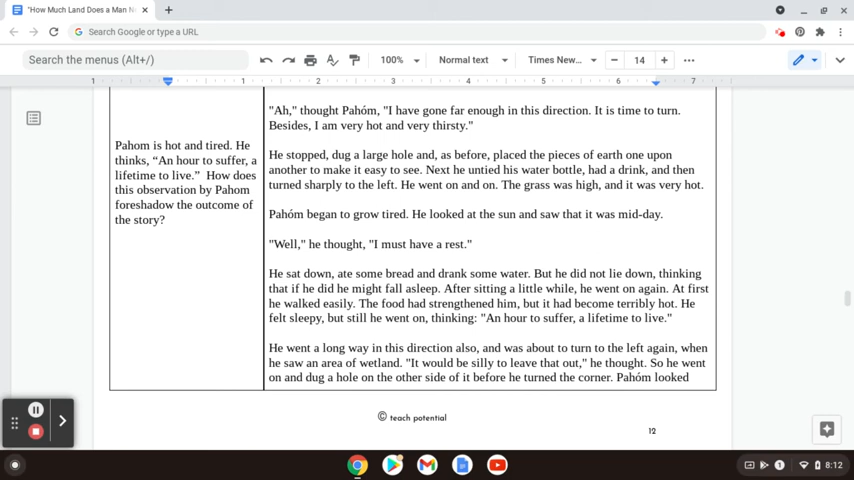 "How Much Land Does a Man N
Search Google or type a URL
Search the menus (Alt+/)
100%
Normal text
Times New...
14
1 1 2 3 4 5 6 7
Pahom is hot and tired. He
thinks, “An hour to suffer, a
lifetime to live.” How does
this observation by Pahom
foreshadow the outcome of
the story?
"Ah," thought Pahóm, "I have gone far enough in this direction. It is time to turn.
Besides, I am very hot and very thirsty."
He stopped, dug a large hole and, as before, placed the pieces of earth one upon
another to make it easy to see. Next he untied his water bottle, had a drink, and then
turned sharply to the left. He went on and on. The grass was high, and it was very hot.
Pahóm began to grow tired. He looked at the sun and saw that it was mid-day.
"Well," he thought, "I must have a rest."
He sat down, ate some bread and drank some water. But he did not lie down, thinking
that if he did he might fall asleep. After sitting a little while, he went on again. At first
he walked easily. The food had strengthened him, but it had become terribly hot. He
felt sleepy, but still he went on, thinking: "An hour to suffer, a lifetime to live."
He went a long way in this direction also, and was about to turn to the left again, when
he saw an area of wetland. "It would be silly to leave that out," he thought. So he went
on and dug a hole on the other side of it before he turned the corner. Pahóm looked
© teach potential
12
1
8:12